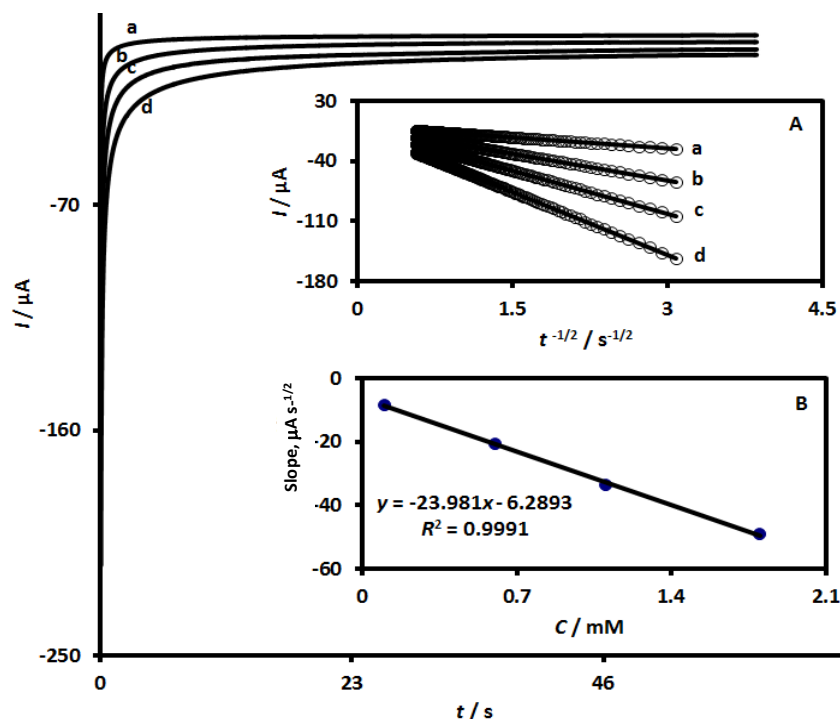 a
b
c
d
-70
-160
-250
I / µA
0
23
46
t / s
A
30
-40
-110
-180
I / µA
a
b
c
d
0
1.5
3
4.5
t -1/2 / s-1/2
B
0
-20
-40
-60
Slope, µA s-1/2
y = -23.981x - 6.2893
R2 = 0.9991
0
0.7
1.4
2.1
C / mM